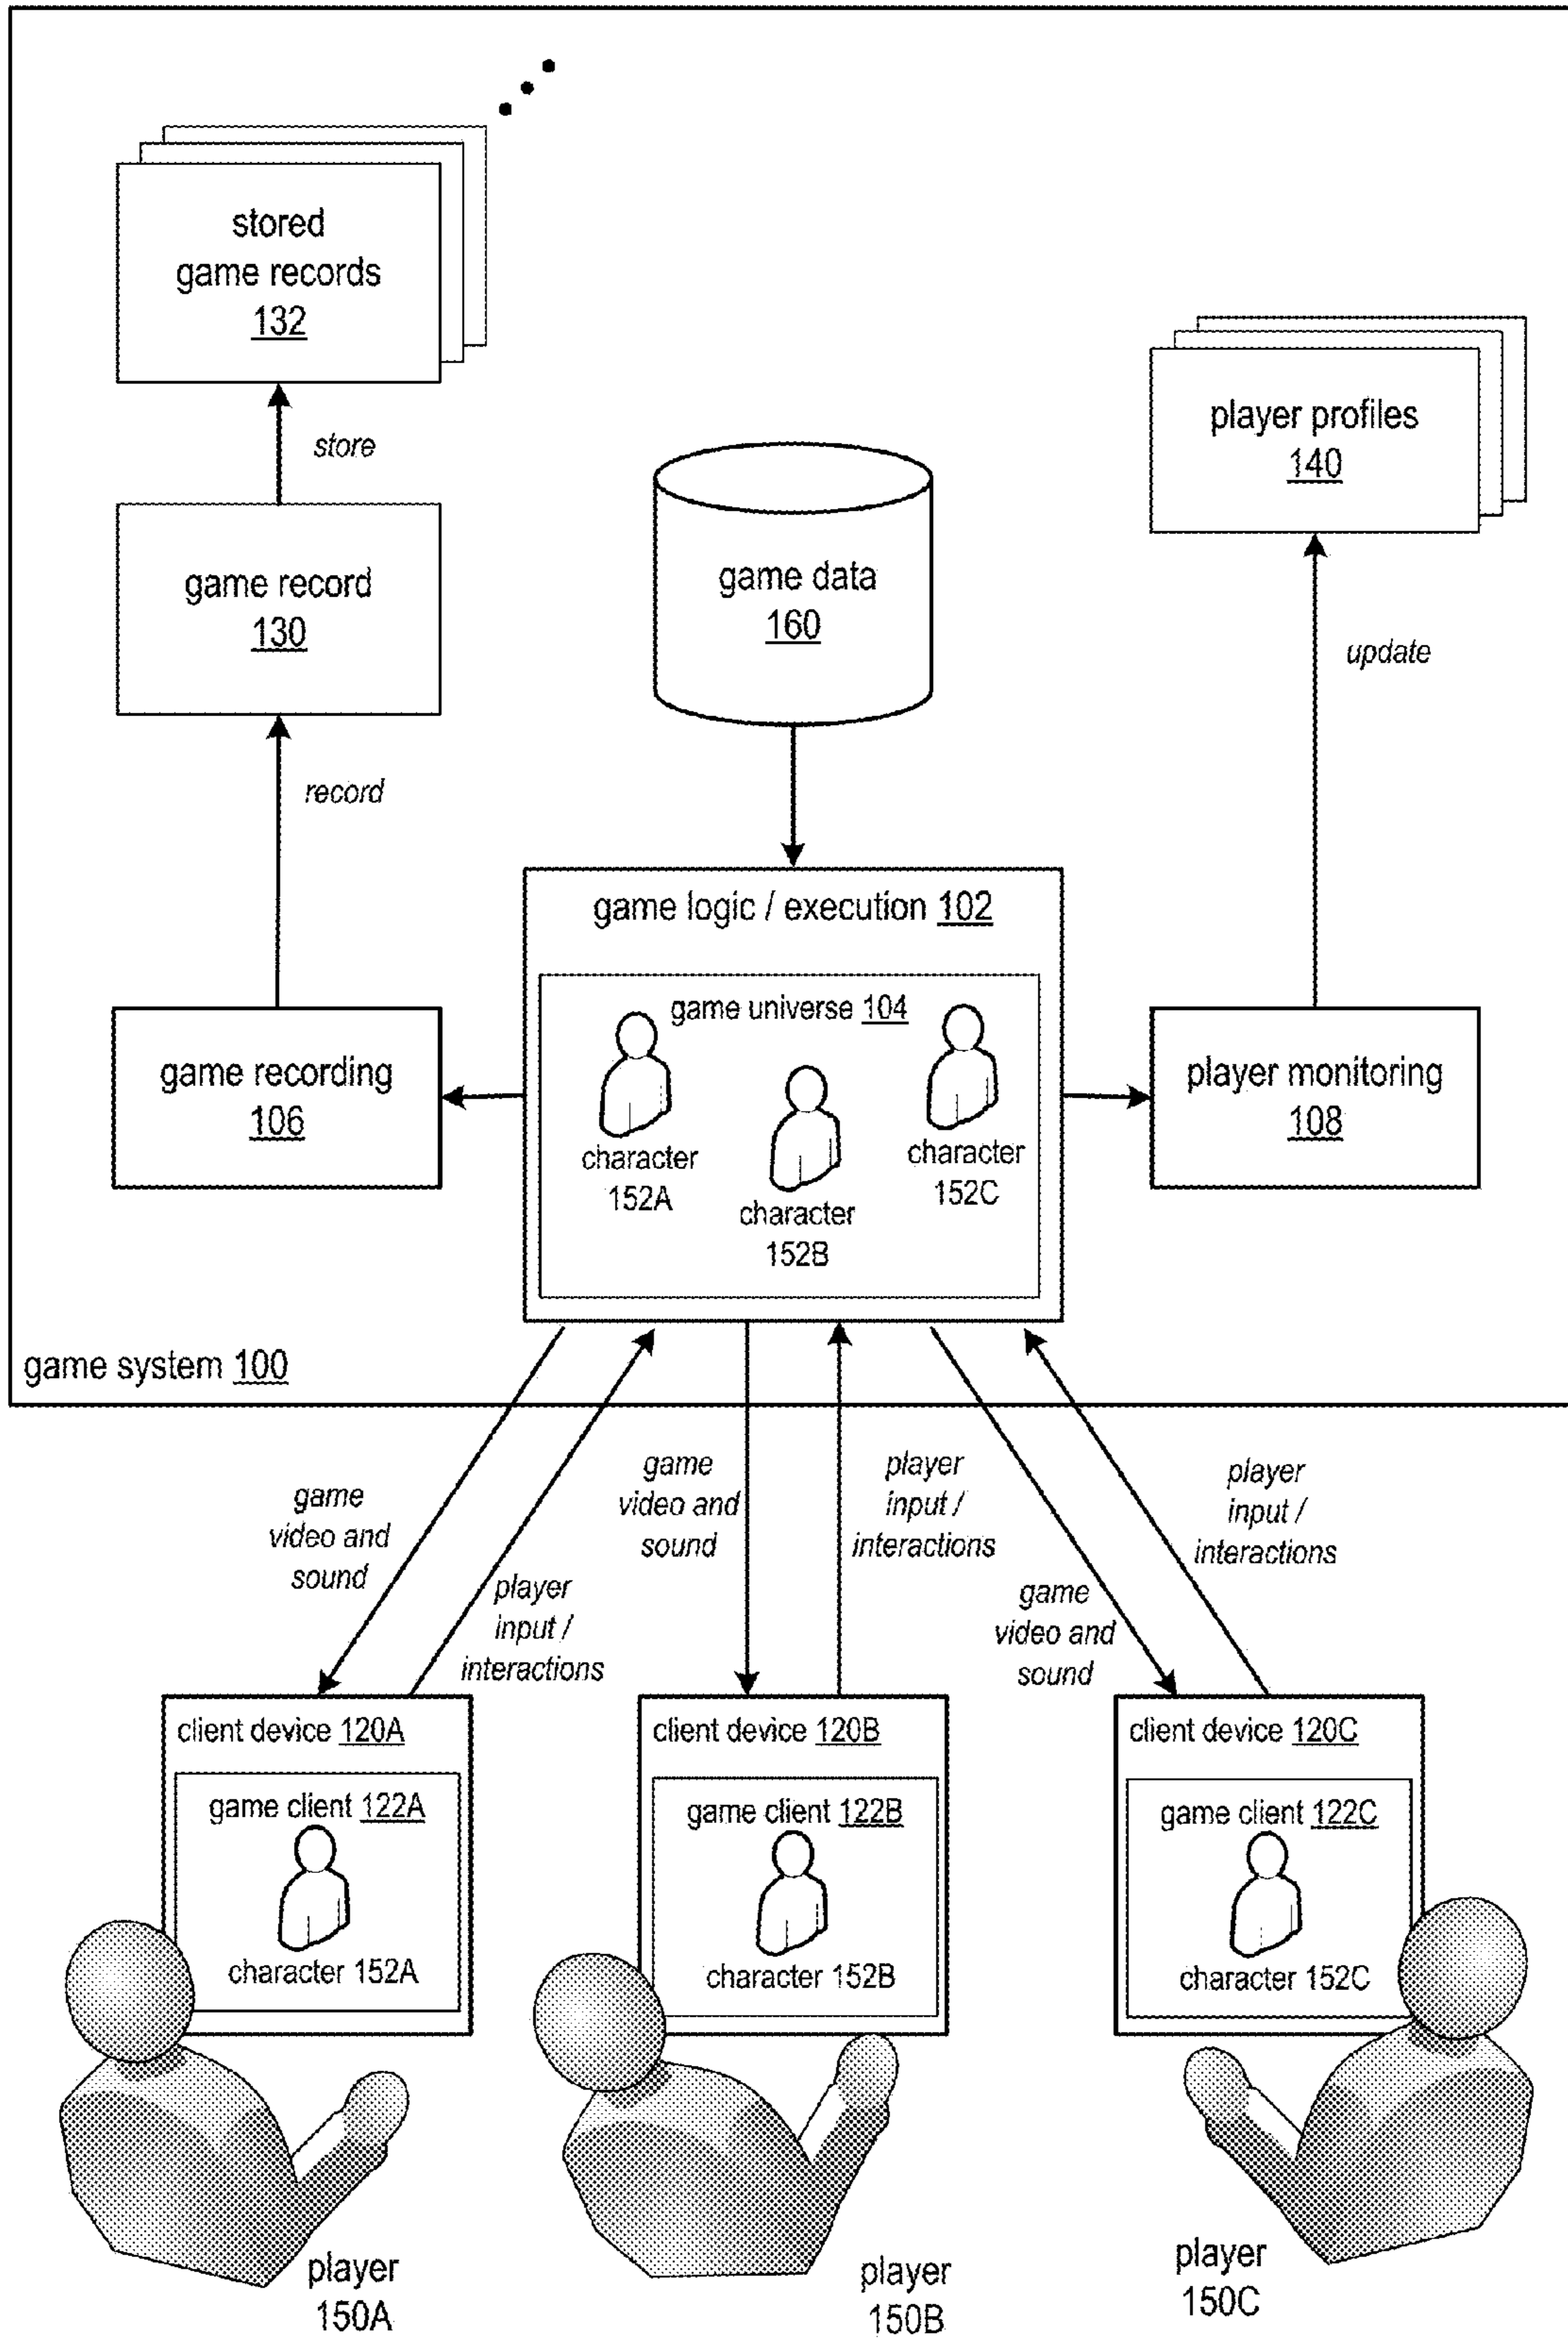 stored
game records
132
player profiles
140
store
game record
130
game data
160
update
record
game logic / execution 102
game universe 104
game recording
106
player monitoring
108
character
152A
character
152B
character
152C
game system 100
game
video and
sound
player
input /
interactions
game
video and
sound
player
input /
interactions
game
video and
sound
player
input /
interactions
client device 120A
game client 122A
character 152A
client device 120B
game client 122B
character 152B
client device 120C
game client 122C
character 152C
player
150A
player
150B
player
150C